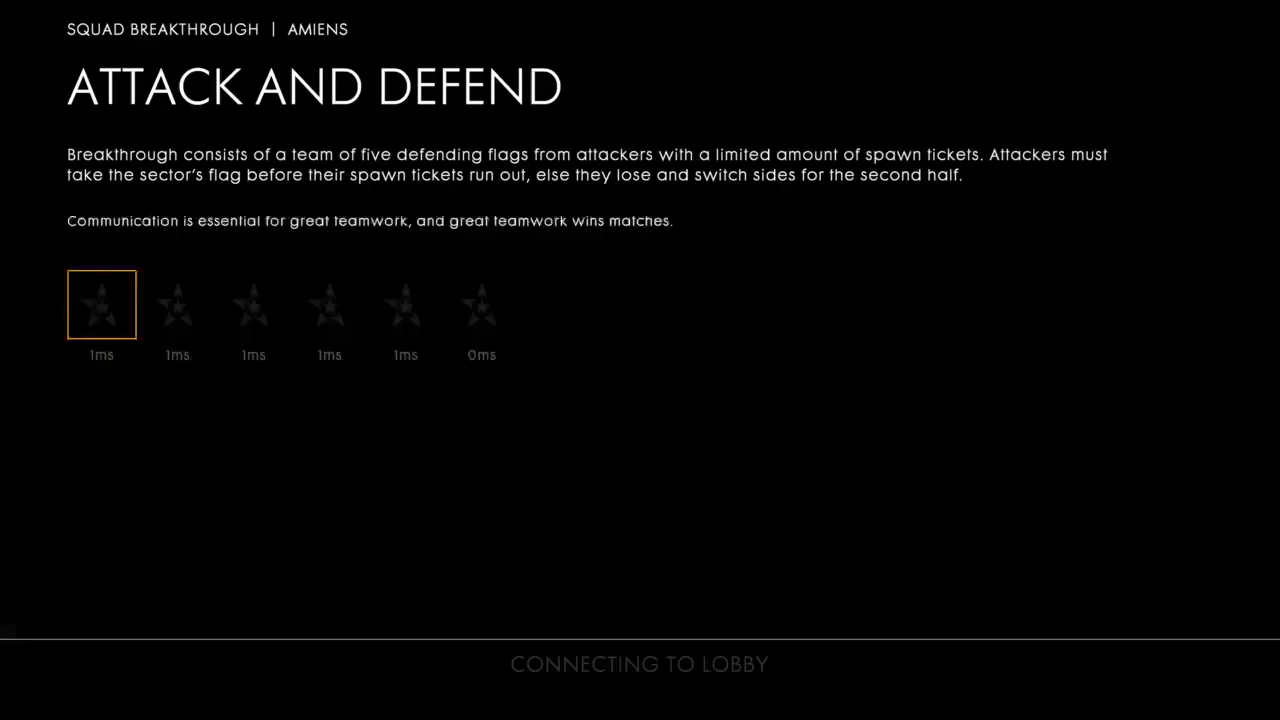 SQUAD BREAKTHROUGH | AMIENS
ATTACK AND DEFEND
Breakthrough consists of a team of five defending flags from attackers with a limited amount of spawn tickets. Attackers must
take the sector's flag before their spawn tickets run out, else they lose and switch sides for the second half.
Communication is essential for great teamwork, and great teamwork wins matches.
1ms 1ms 1ms 1ms 1ms 0ms
CONNECTING TO LOBBY